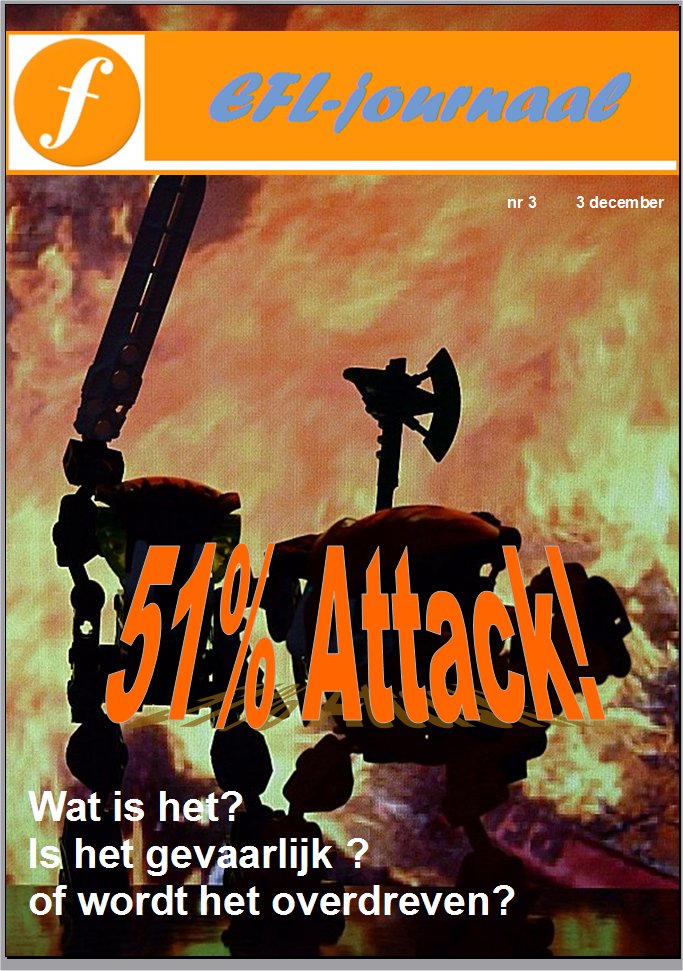 f
EFL-journaal
nr 3 3 december
51% Attack!
Wat is het?
Is het gevaarlijk ?
of wordt het overdreven?